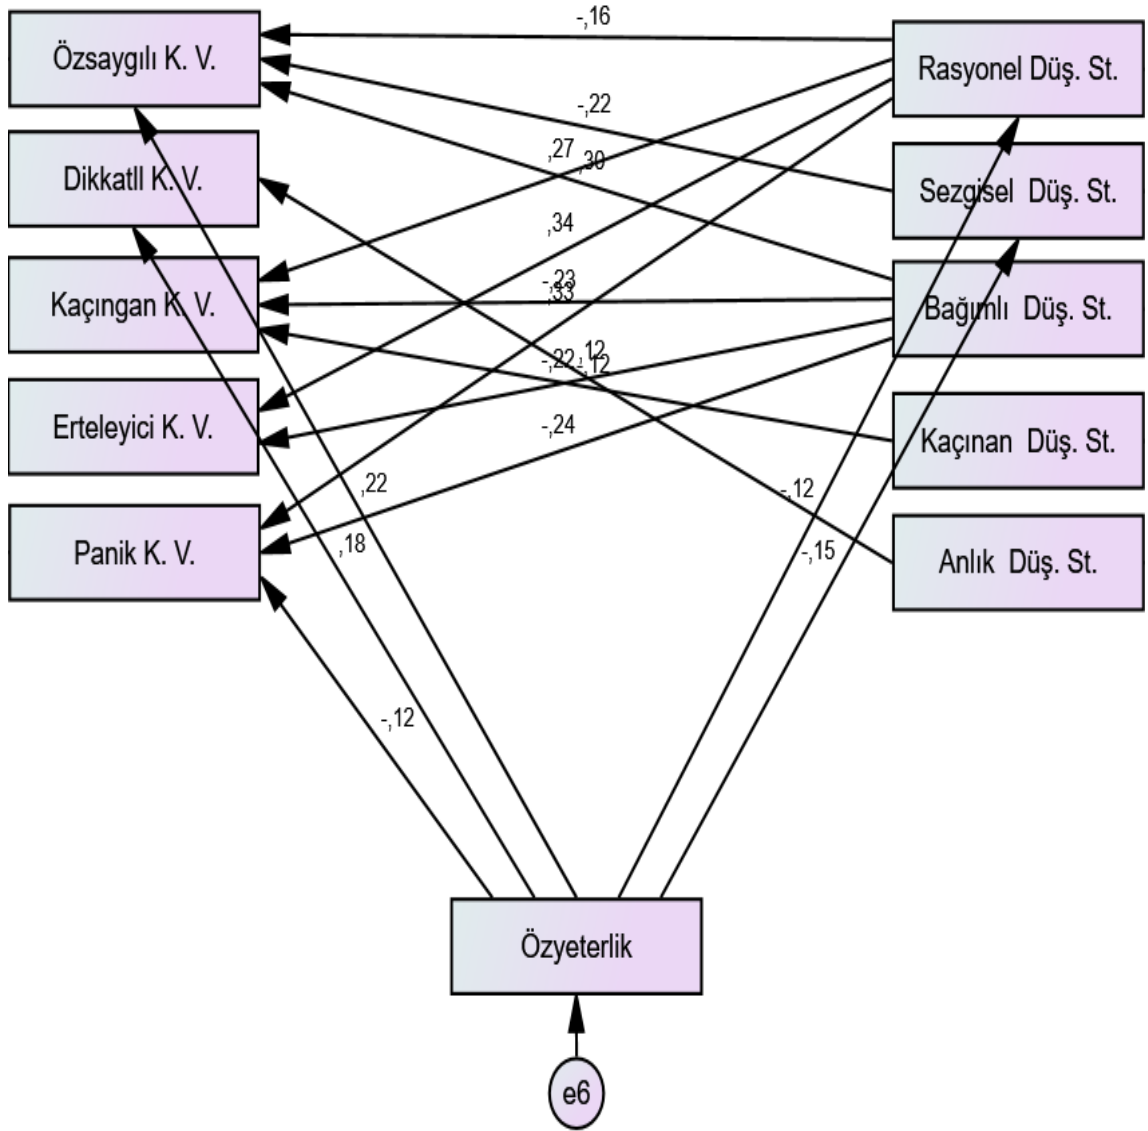 Özsaygılı K. V.
Dikkatll K. V.
Kaçıngan K. V.
Erteleyici K. V.
Panik K. V.
Rasyonel Düş. St.
Sezgisel Düş. St.
Bağımlı Düş. St.
Kaçınan Düş. St.
Anlık Düş. St.
-,16
-,22
,27
,30
,34
-,23
,33
,12
-,22
-,12
-,24
-,12
,22
,18
-,15
-,12
Özyeterlik
e6